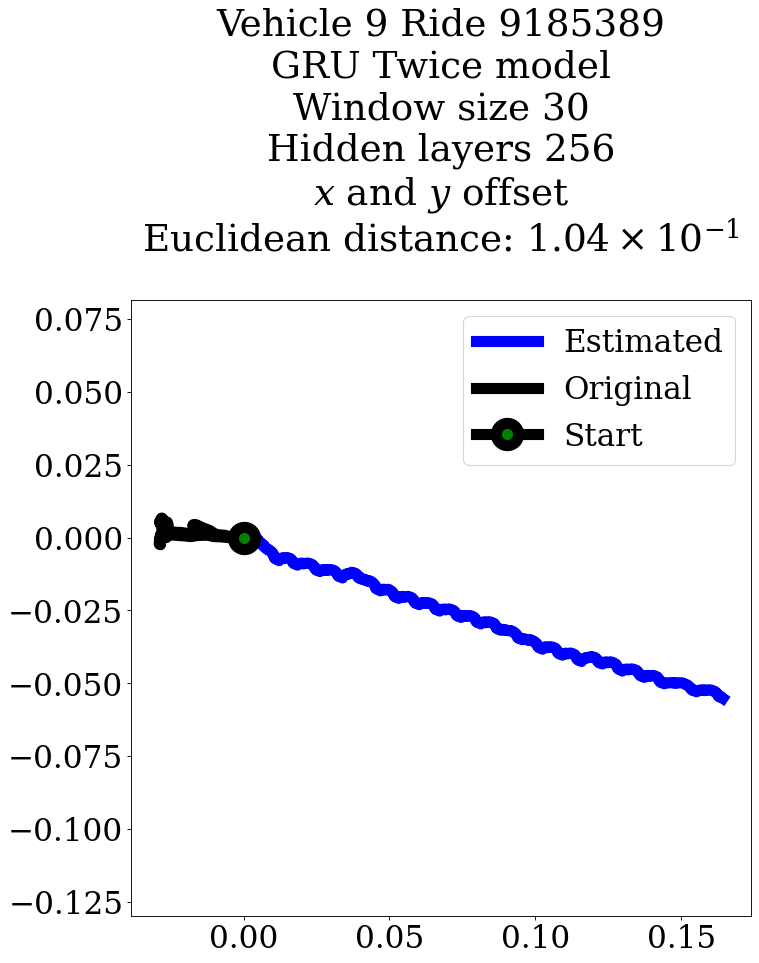 Vehicle 9 Ride 9185389
GRU Twice model
Window size 30
Hidden layers 256
x and y offset
Euclidean distance: 1.04 × 10⁻¹
Estimated
Original
Start
0.075
0.050
0.025
0.000
−0.025
−0.050
−0.075
−0.100
−0.125
0.00 0.05 0.10 0.15